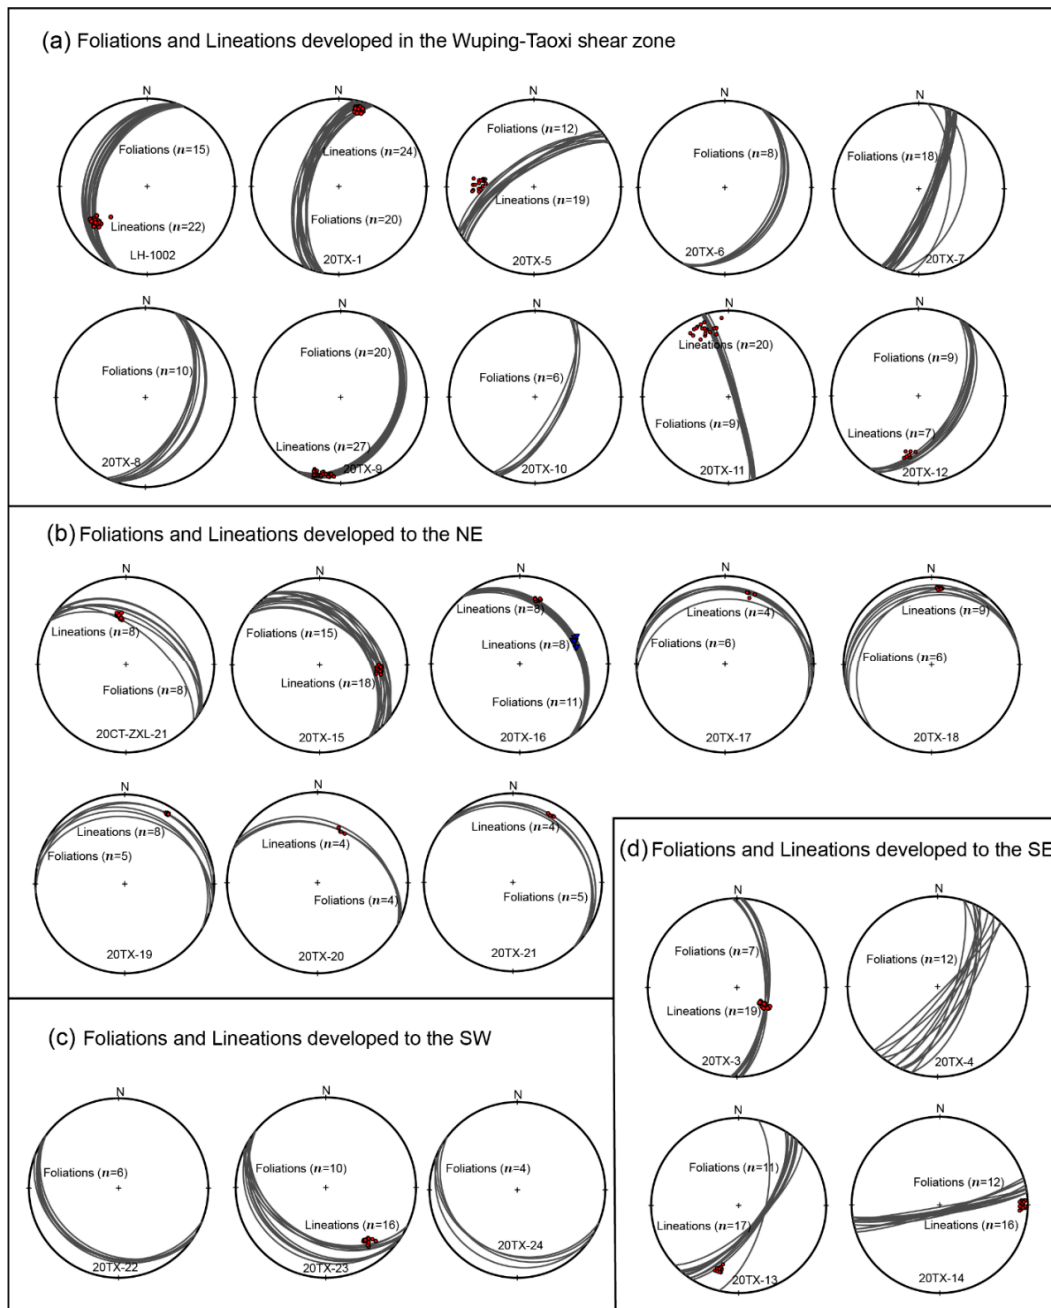 (a) Foliations and Lineations developed in the Wuping-Taoxi shear zone
N
Foliations (n=15)
Lineations (n=22)
LH-1002
N
Lineations (n=24)
Foliations (n=20)
20TX-1
N
Foliations (n=12)
Lineations (n=19)
20TX-5
N
Foliations (n=8)
20TX-6
N
Foliations (n=18)
20TX-7
N
Foliations (n=10)
20TX-8
N
Foliations (n=20)
Lineations (n=27)
20TX-9
N
Foliations (n=6)
20TX-10
N
Lineations (n=20)
Foliations (n=9)
20TX-11
N
Foliations (n=9)
Lineations (n=7)
20TX-12
(b) Foliations and Lineations developed to the NE
N
Lineations (n=8)
Foliations (n=8)
20CT-ZXL-21
N
Foliations (n=15)
Lineations (n=18)
20TX-15
N
Lineations (n=8)
Lineations (n=8)
Foliations (n=11)
20TX-16
N
Lineations (n=4)
Foliations (n=6)
20TX-17
N
Lineations (n=9)
Foliations (n=6)
20TX-18
N
Lineations (n=8)
Foliations (n=5)
20TX-19
N
Lineations (n=4)
Foliations (n=4)
20TX-20
N
Lineations (n=4)
Foliations (n=5)
20TX-21
(c) Foliations and Lineations developed to the SW
N
Foliations (n=6)
20TX-22
N
Foliations (n=10)
Lineations (n=16)
20TX-23
N
Foliations (n=4)
20TX-24
(d) Foliations and Lineations developed to the SE
N
Foliations (n=7)
Lineations (n=19)
20TX-3
N
Foliations (n=12)
20TX-4
N
Foliations (n=11)
Lineations (n=17)
20TX-13
N
Foliations (n=12)
Lineations (n=16)
20TX-14